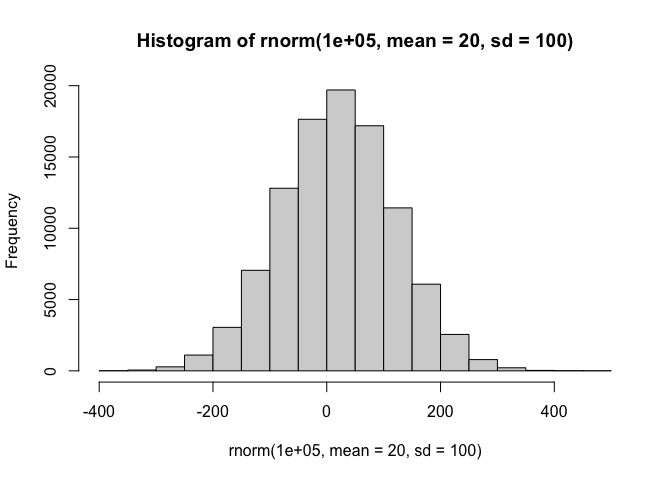 Histogram of rnorm(1e+05, mean = 20, sd = 100)
Frequency
20000
15000
10000
5000
0
-400 -200 0 200 400
rnorm(1e+05, mean = 20, sd = 100)